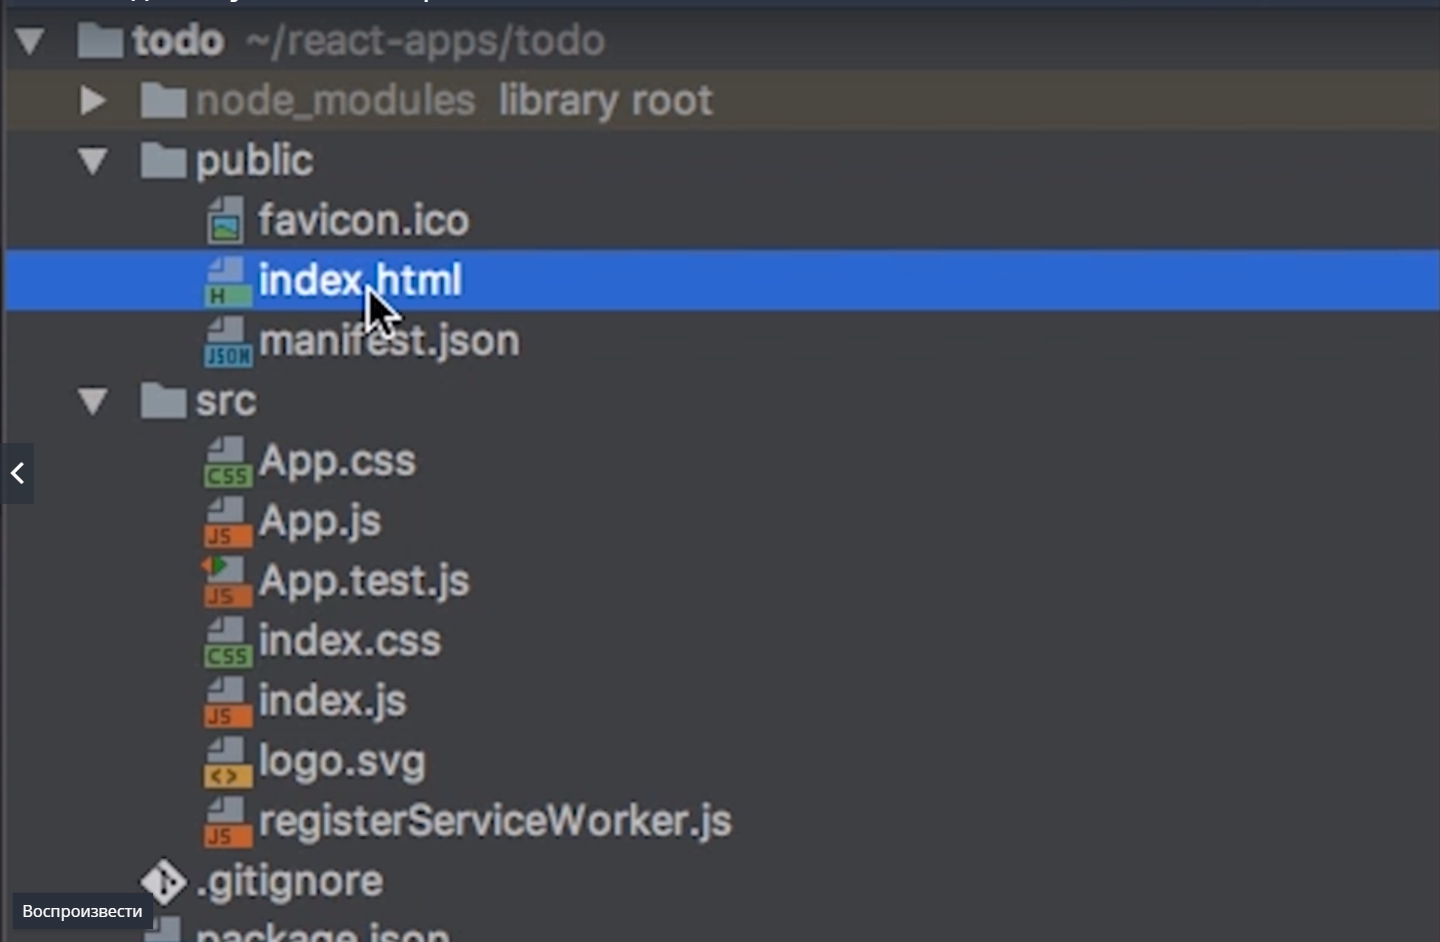 todo ~/react-apps/todo
node_modules library root
public
favicon.ico
H index.html
JSON manifest.json
src
CSS App.css
JS App.js
JS App.test.js
CSS index.css
JS index.js
<> logo.svg
JS registerServiceWorker.js
.gitignore
Воспроизвести
package.json